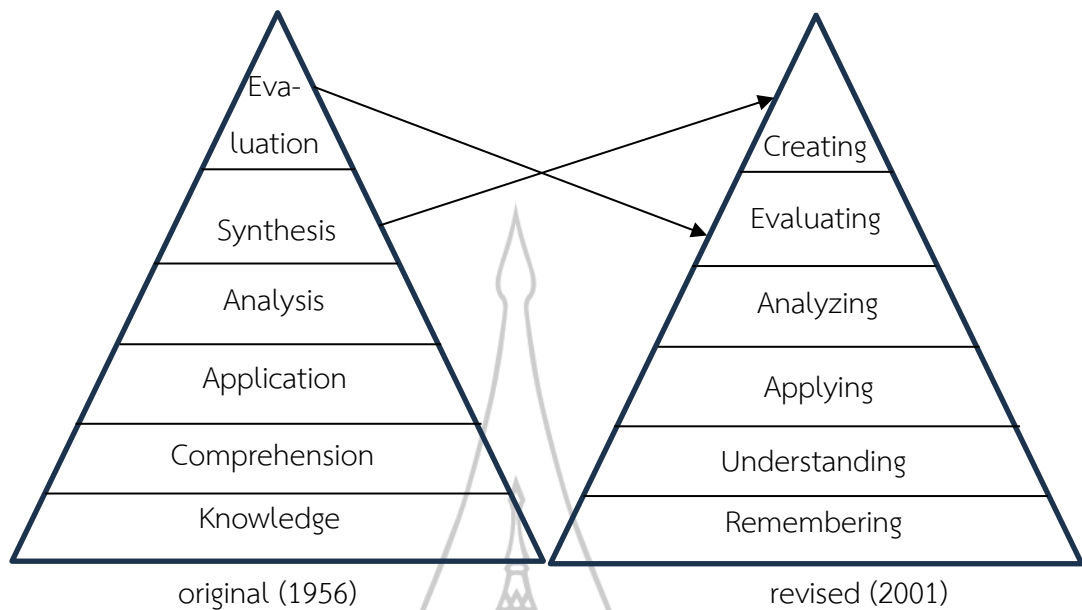 Eva-
luation
Synthesis
Analysis
Application
Comprehension
Knowledge
original (1956)
Creating
Evaluating
Analyzing
Applying
Understanding
Remembering
revised (2001)